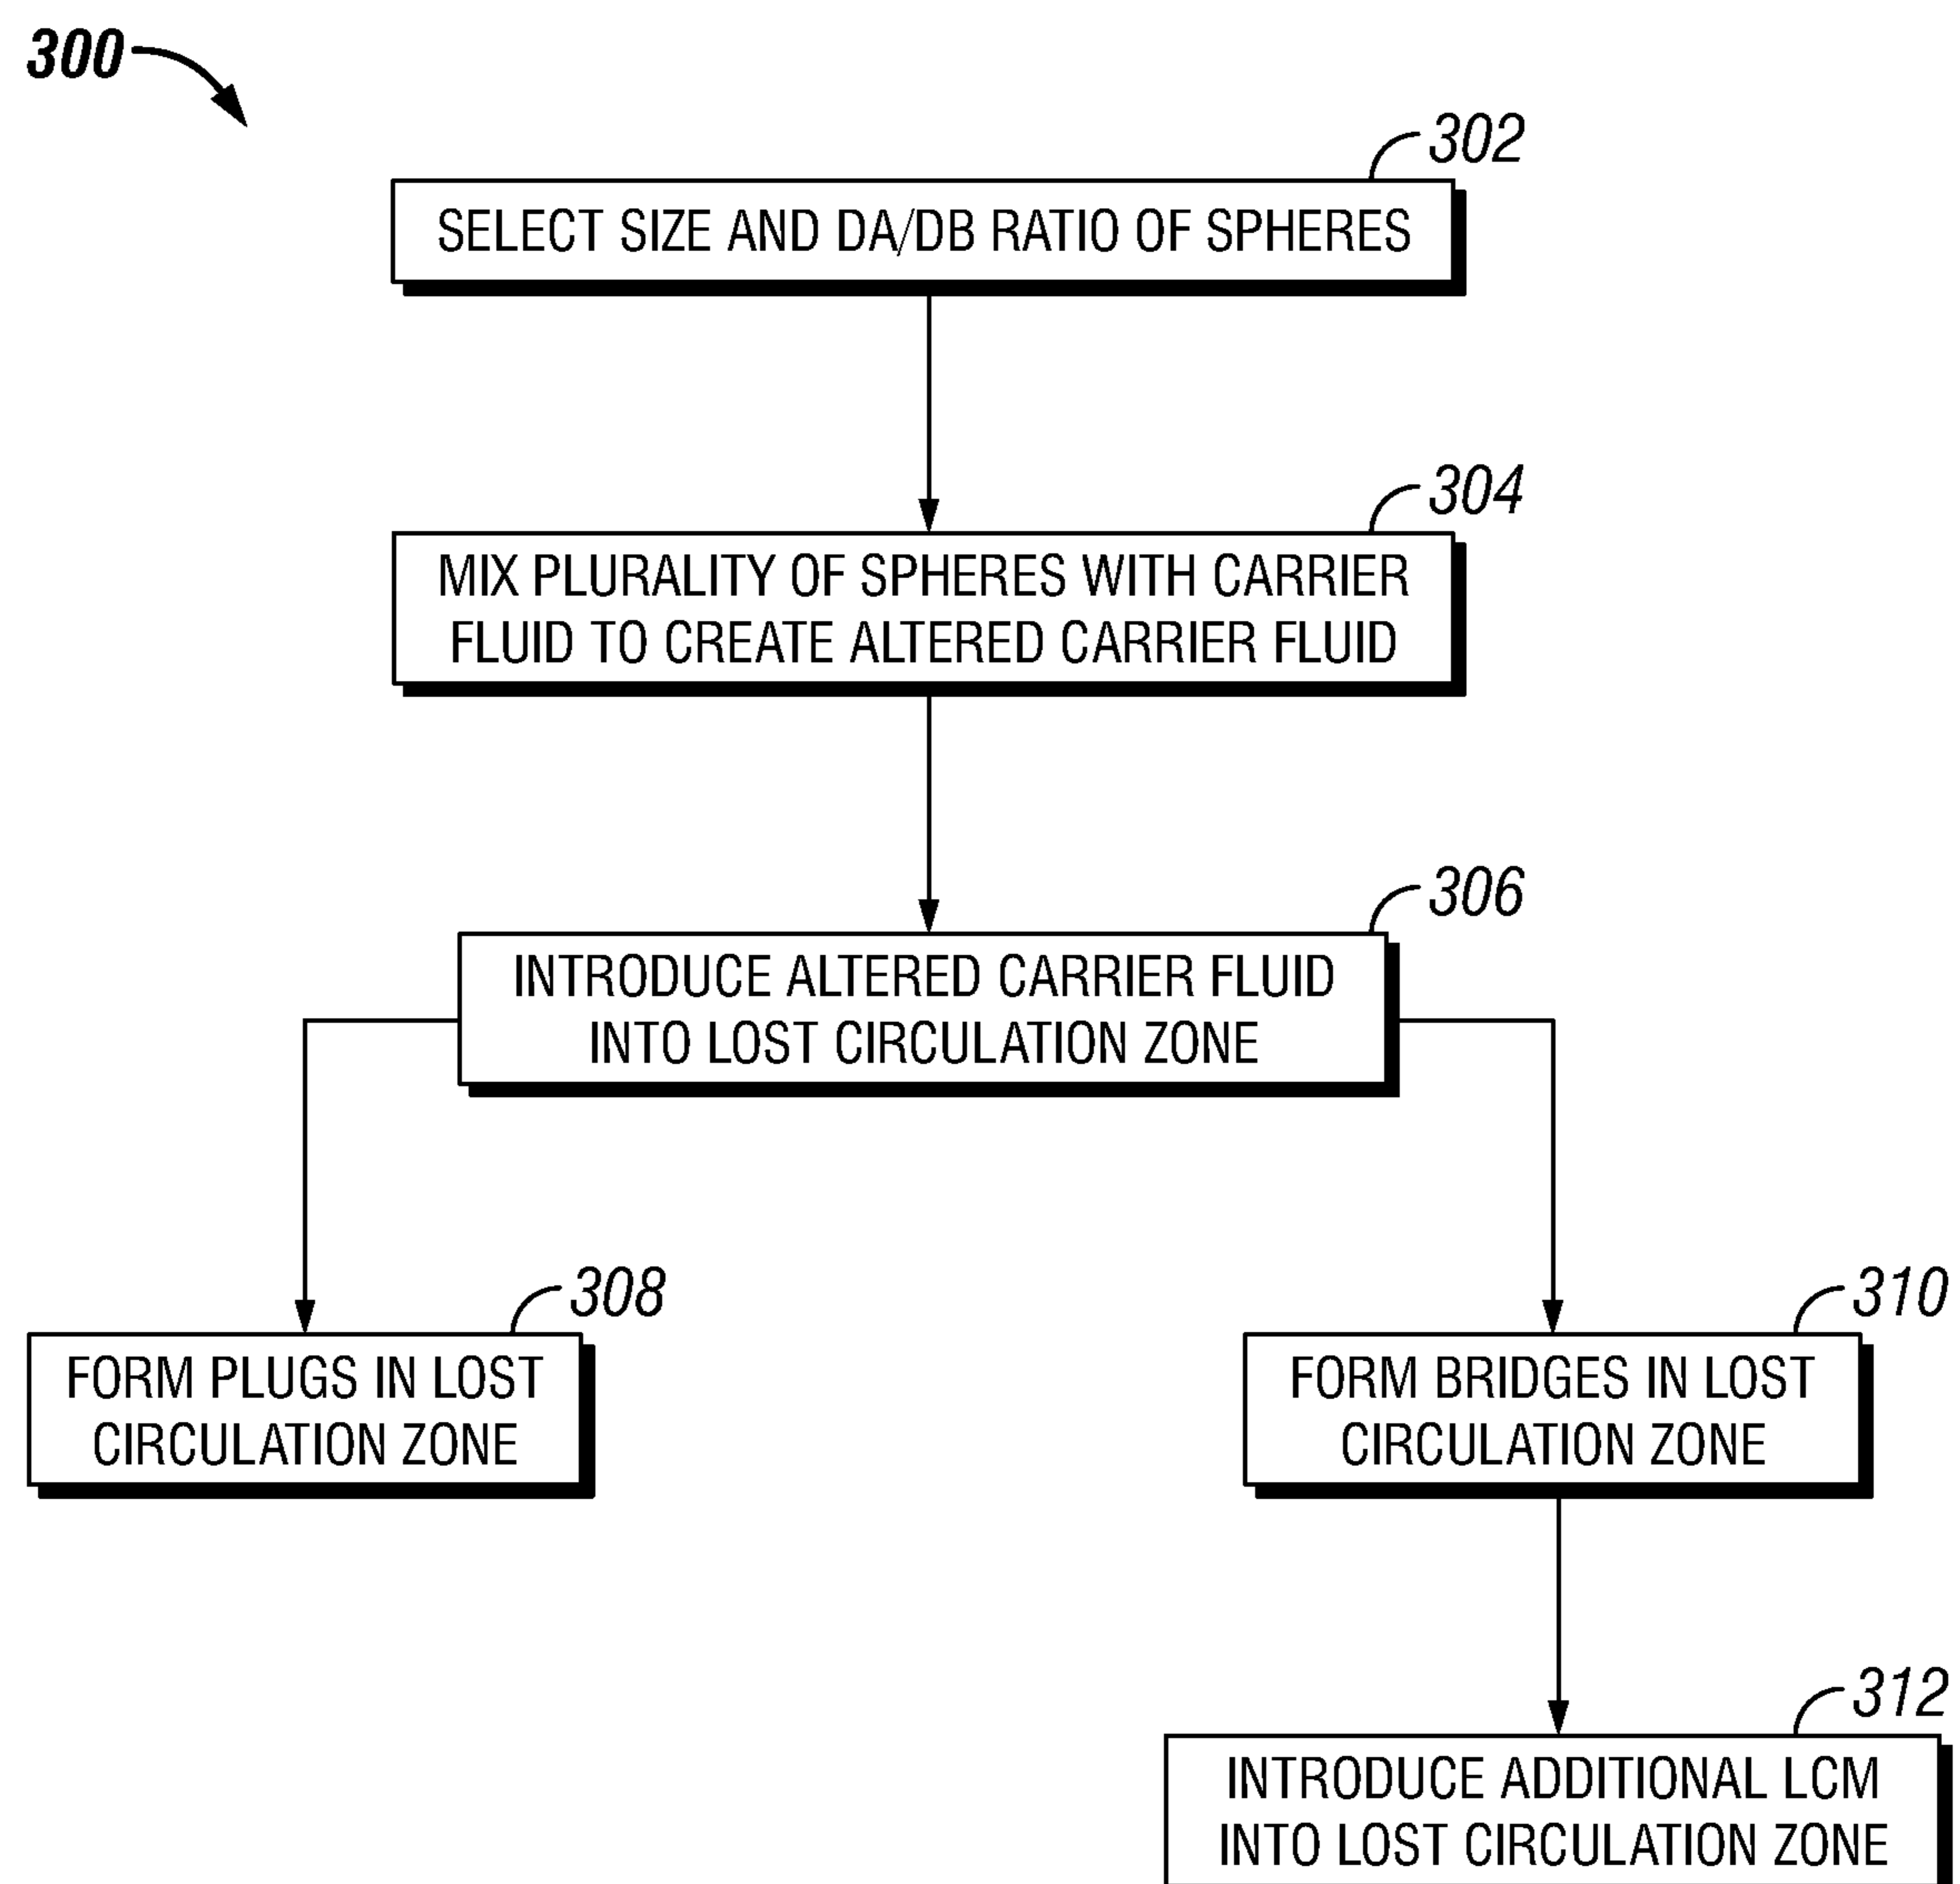 300
302
SELECT SIZE AND DA/DB RATIO OF SPHERES
304
MIX PLURALITY OF SPHERES WITH CARRIER
FLUID TO CREATE ALTERED CARRIER FLUID
306
INTRODUCE ALTERED CARRIER FLUID
INTO LOST CIRCULATION ZONE
308
FORM PLUGS IN LOST
CIRCULATION ZONE
310
FORM BRIDGES IN LOST
CIRCULATION ZONE
312
INTRODUCE ADDITIONAL LCM
INTO LOST CIRCULATION ZONE